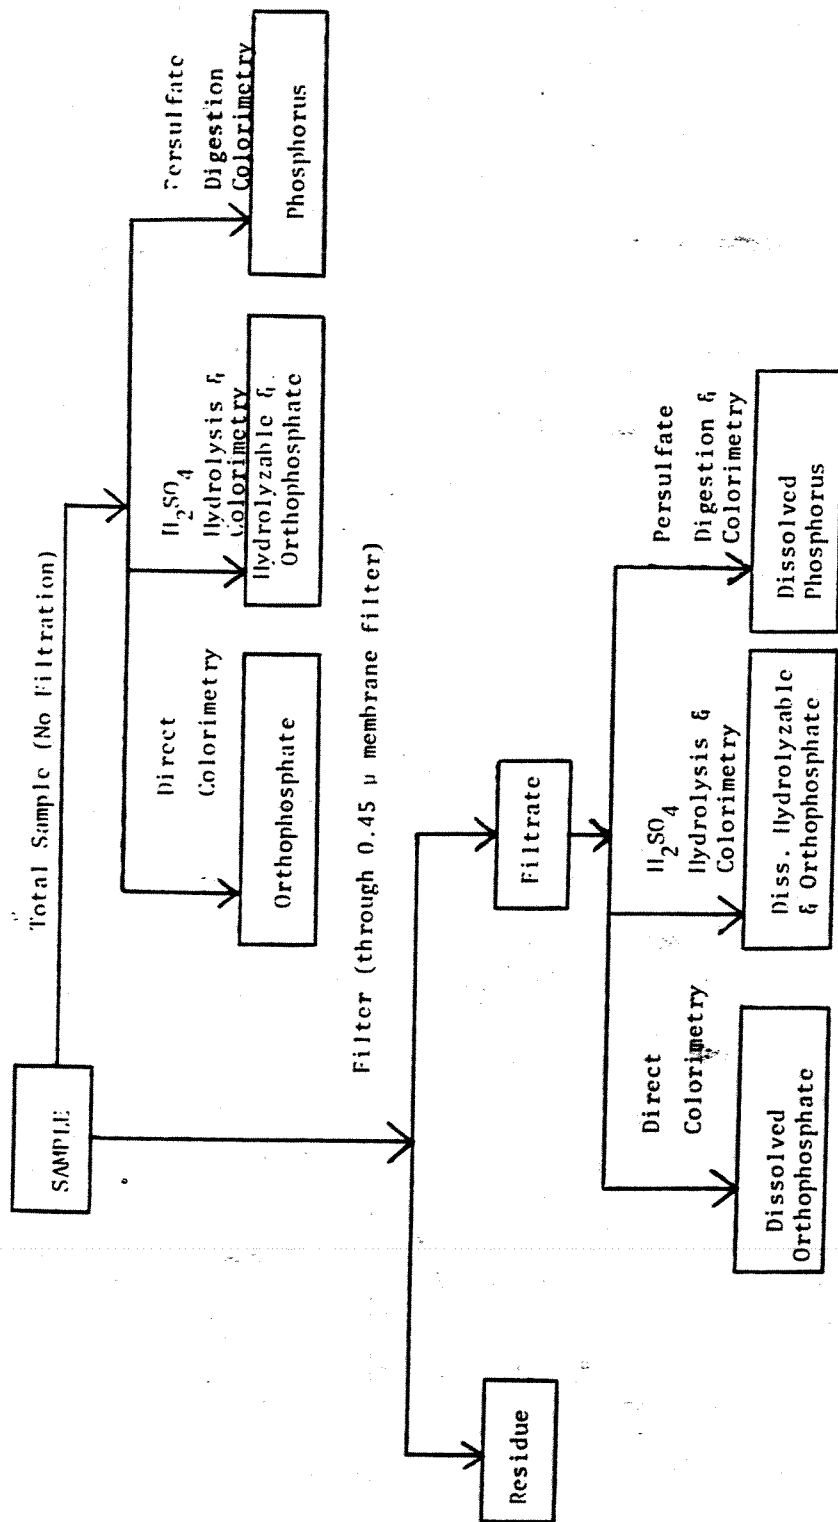 SAMPLE
Total Sample (No Filtration)
Direct
Colorimetry
Orthophosphate
H2SO4
Hydrolysis &
Colorimetry
Hydrolyzable &
Orthophosphate
Persulfate
Digestion
Colorimetry
Phosphorus
Filter (through 0.45 μ membrane filter)
Residue
Filtrate
Direct
Colorimetry
Dissolved
Orthophosphate
H2SO4
Hydrolysis &
Colorimetry
Diss. Hydrolyzable
& Orthophosphate
Persulfate
Digestion &
Colorimetry
Dissolved
Phosphorus